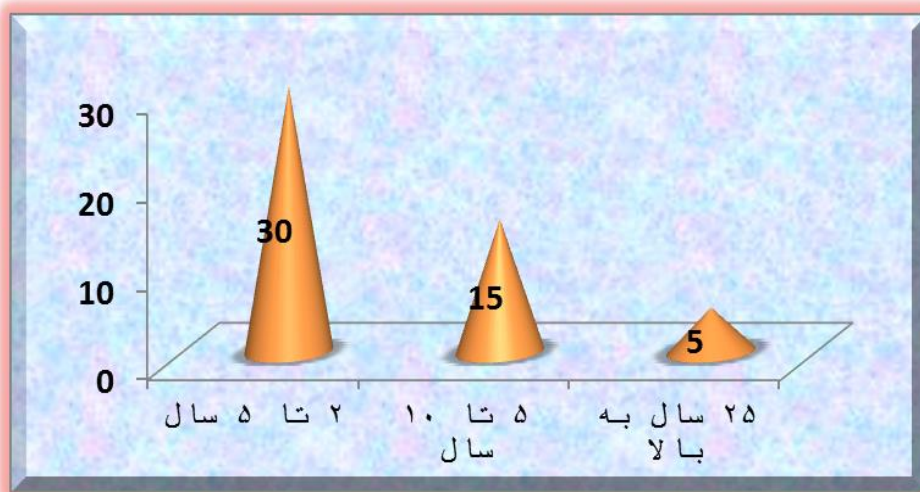 30
20
10
0
30
15
5
۲ تا ۵ سال
۵ تا ۱۰
سال
۲۵ سال به
بالا